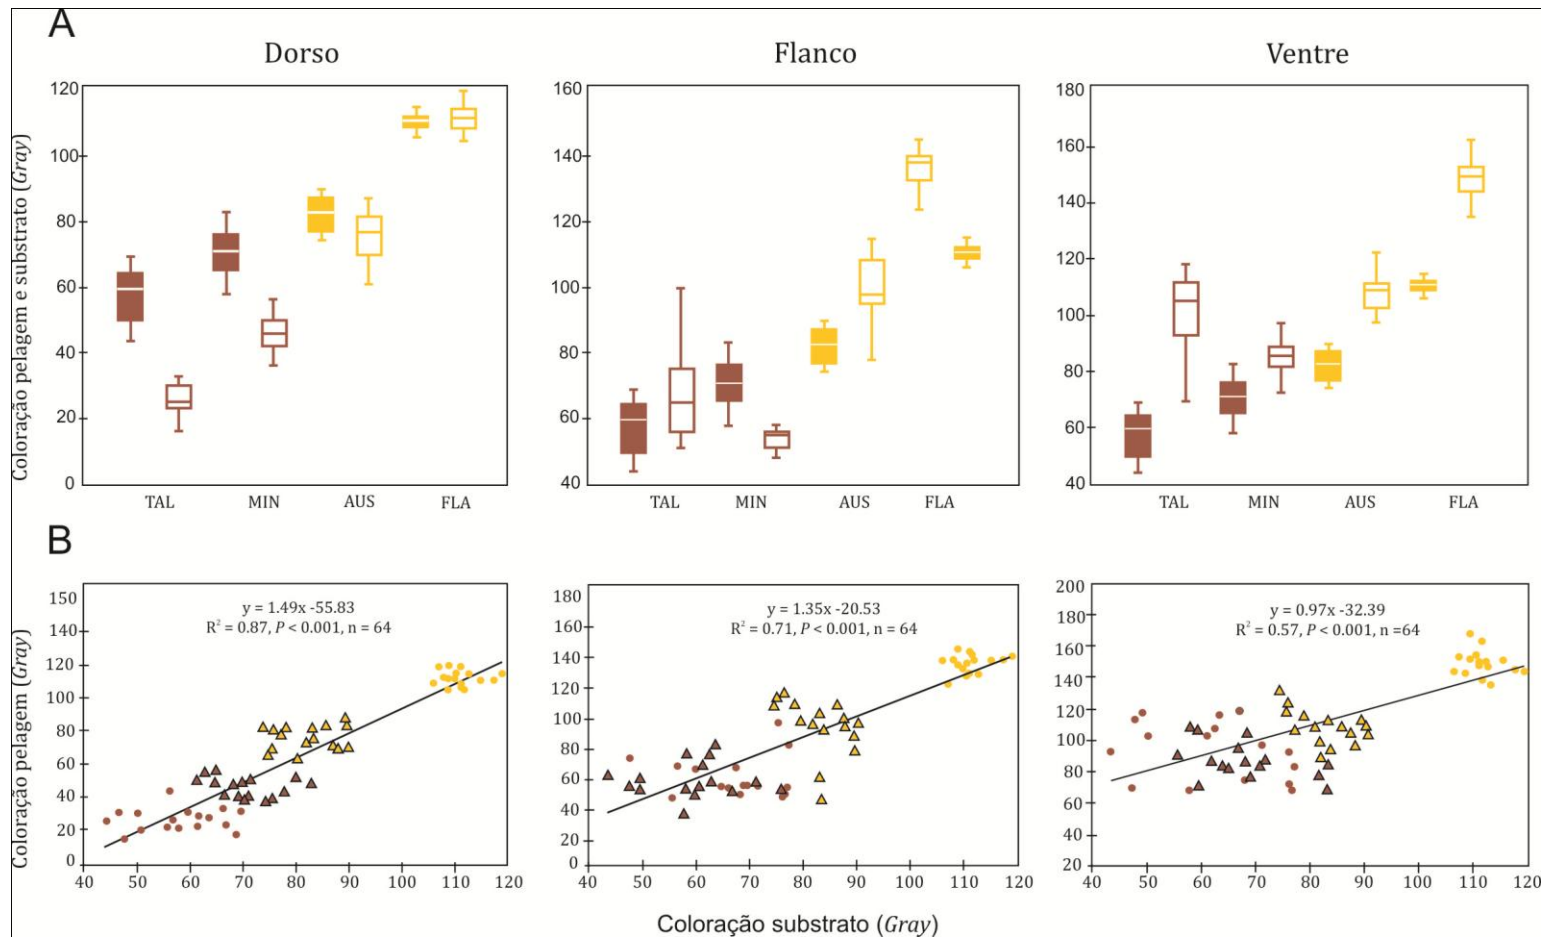 A
Dorso
Flanco
Ventre
Coloração pelagem e substrato (Gray)
120
100
80
60
40
20
0
TAL
MIN
AUS
FLA
160
140
120
100
80
60
40
TAL
MIN
AUS
FLA
180
160
140
120
100
80
60
40
TAL
MIN
AUS
FLA
B
Coloração pelagem (Gray)
150
140
120
100
80
60
40
20
0
y = 1.49x -55.83
R² = 0.87, P < 0.001, n = 64
40 50 60 70 80 90 100 110 120
180
160
140
120
100
80
60
40
20
0
y = 1.35x -20.53
R² = 0.71, P < 0.001, n = 64
40 50 60 70 80 90 100 110 120
200
180
160
140
120
100
80
60
40
20
y = 0.97x -32.39
R² = 0.57, P < 0.001, n =64
40 50 60 70 80 90 100 110 120
Coloração substrato (Gray)